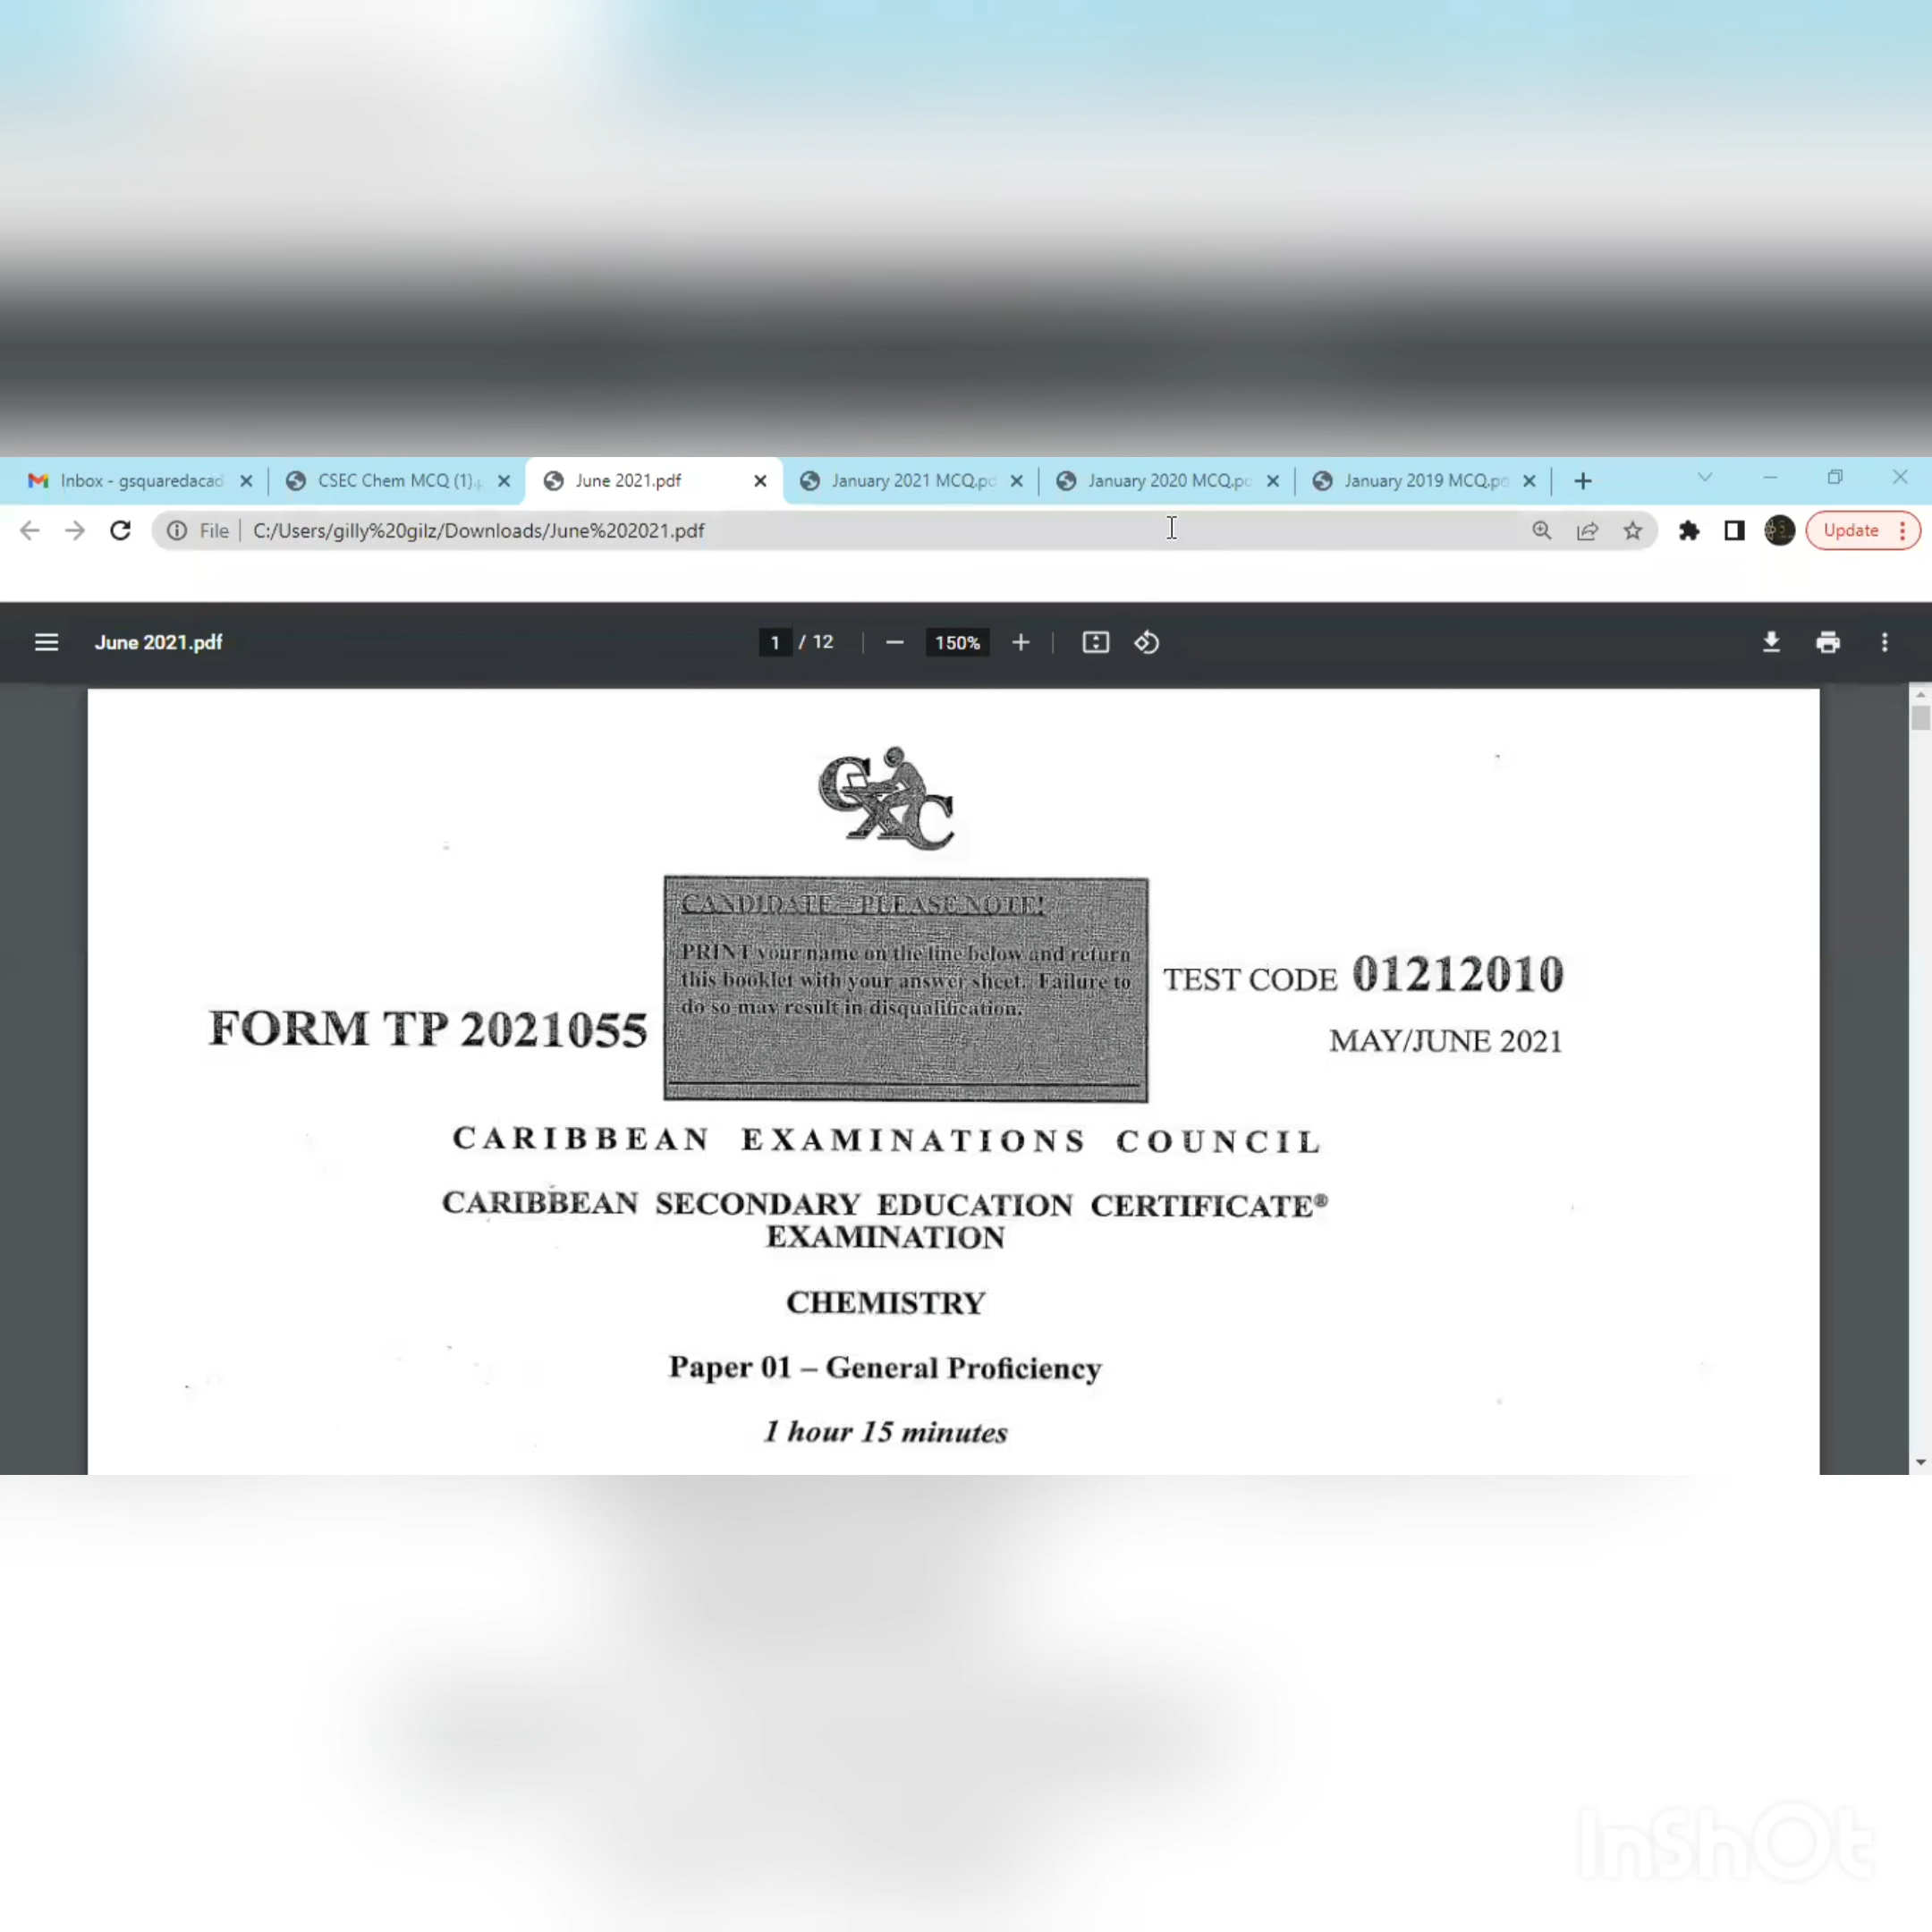 Inbox - gsquaredacad
CSEC Chem MCQ (1).
June 2021.pdf
January 2021 MCQ.pd
January 2020 MCQ.pd
January 2019 MCQ.po
File
C:/Users/gilly%20gilz/Downloads/June%202021.pdf
Update
June 2021.pdf
1 / 12
150%
CXC
CANDIDATE – PLEASE NOTE!
PRINT your name on the line below and return
this booklet with your answer sheet. Failure to
do so may result in disqualification.
TEST CODE 01212010
FORM TP 2021055
MAY/JUNE 2021
CARIBBEAN EXAMINATIONS COUNCIL
CARIBBEAN SECONDARY EDUCATION CERTIFICATE®
EXAMINATION
CHEMISTRY
Paper 01 – General Proficiency
1 hour 15 minutes
InShOt